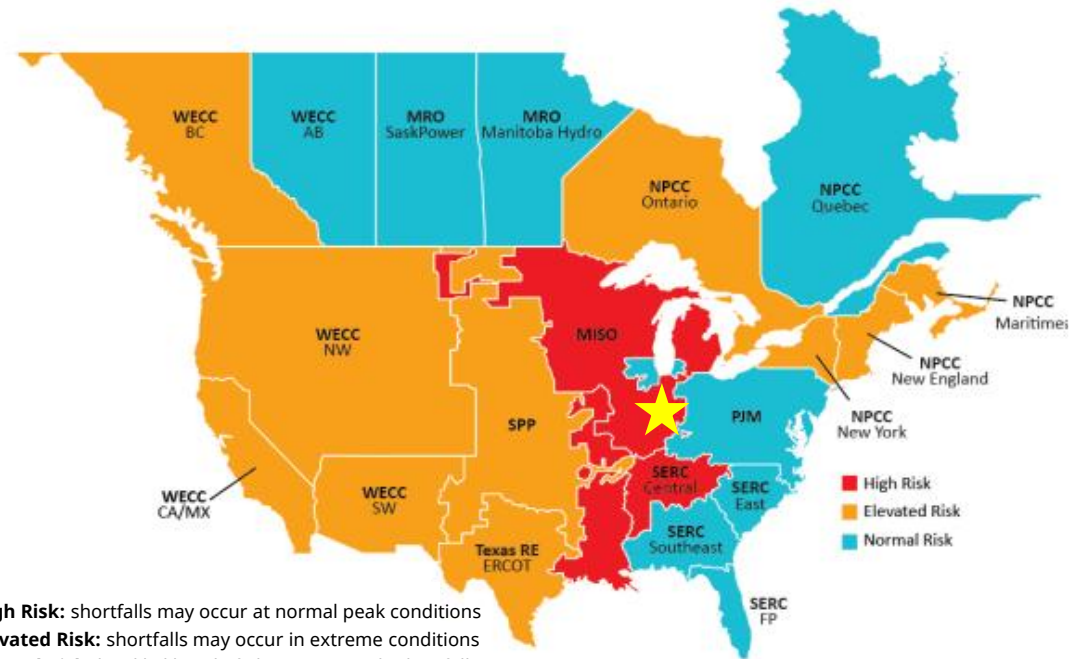 WECC
BC
WECC
AB
MRO
SaskPower
MRO
Manitoba Hydro
NPCC
Ontario
NPCC
Quebec
NPCC
Maritimes
WECC
NW
MISO
NPCC
New England
SPP
PJM
NPCC
New York
WECC
CA/MX
WECC
SW
SERC
Central
SERC
East
High Risk
Elevated Risk
Normal Risk
SERC
Southeast
Texas RE
ERCOT
SERC
FP
gh Risk: shortfalls may occur at normal peak conditions
vated Risk: shortfalls may occur in extreme conditions